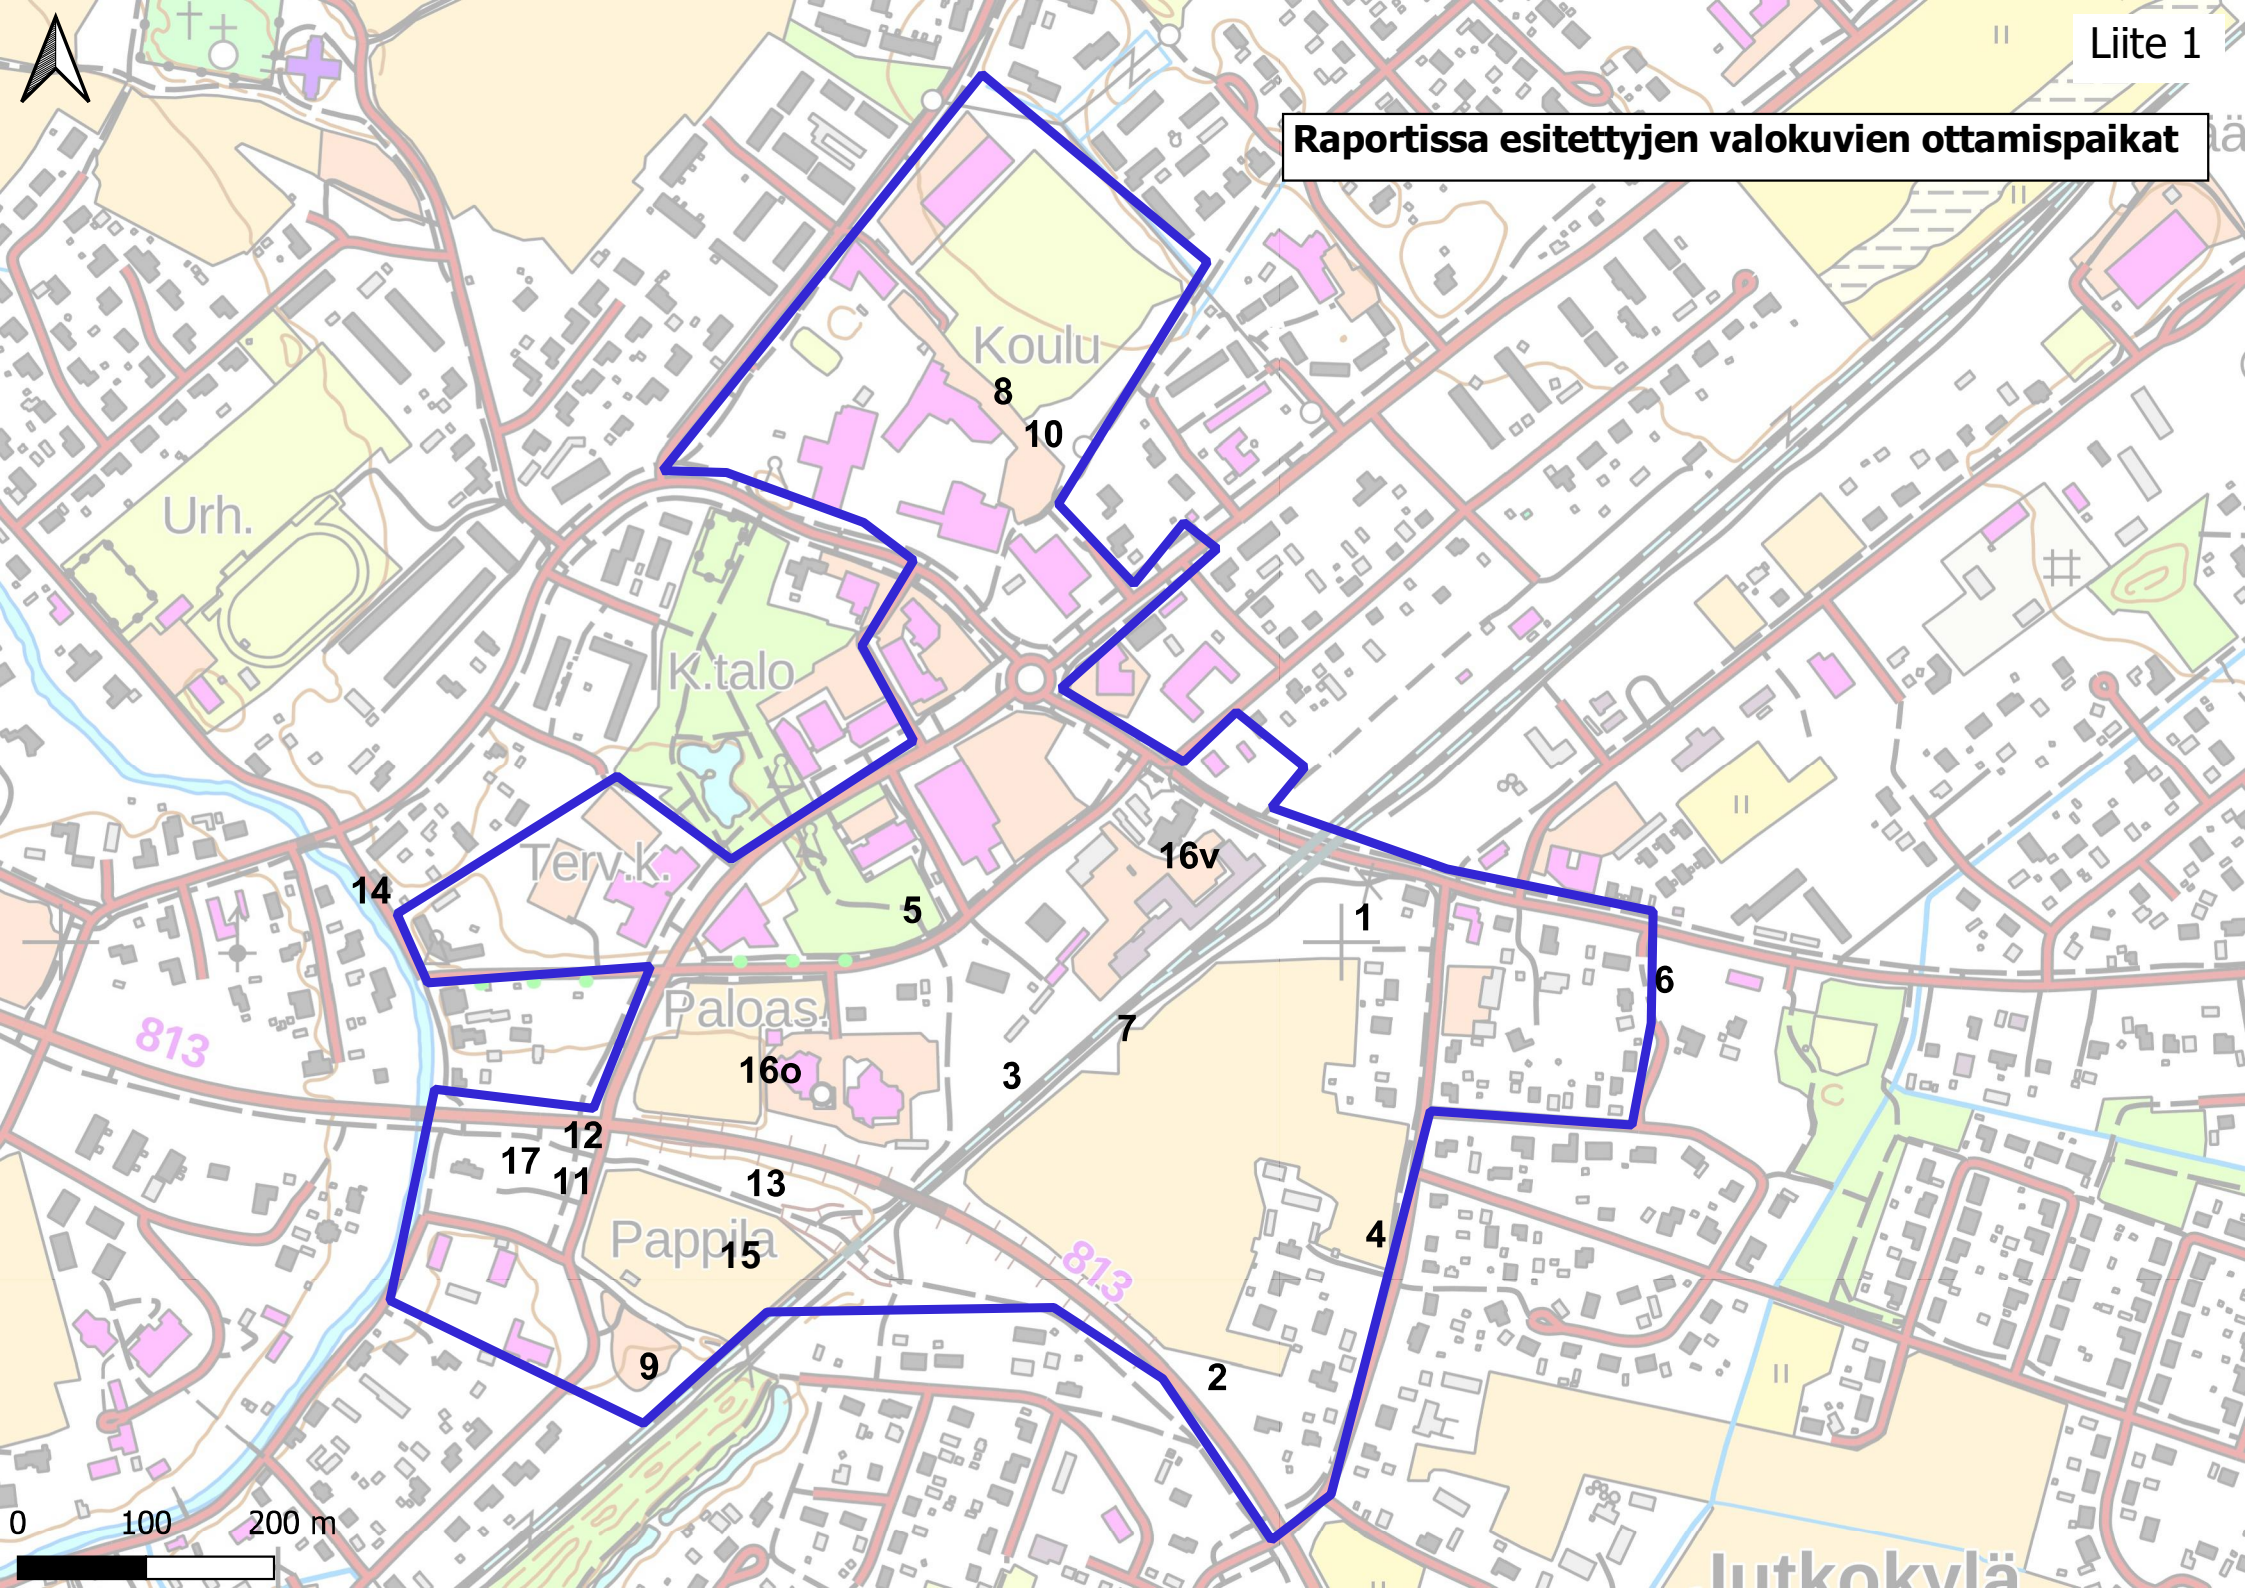 Liite 1
Raportissa esitettyjen valokuvien ottamispaikat
Koulu
8
10
Urh.
K.talo
Terv.k.
16v
14
5
1
6
Paloas.
813
7
16o
3
12
17
11
13
Pappila
15
4
813
9
2
0 100 200 m
Jutkokylä